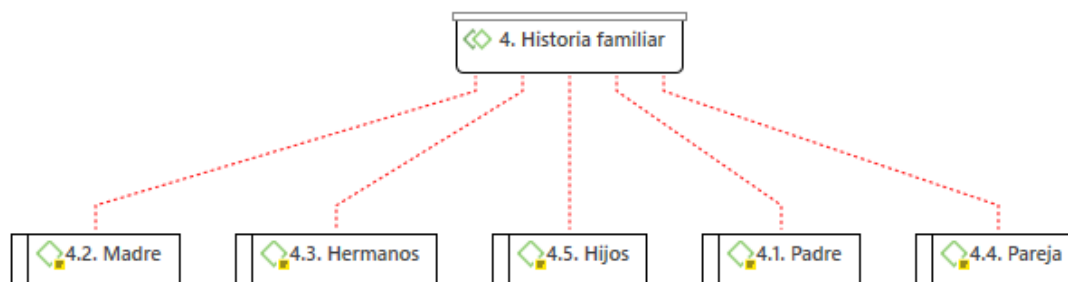 4. Historia familiar
4.2. Madre
4.3. Hermanos
4.5. Hijos
4.1. Padre
4.4. Pareja